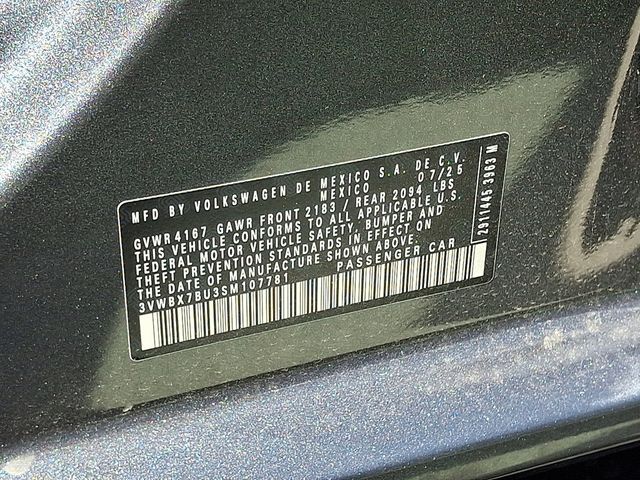 MFD BY VOLKSWAGEN DE MEXICO S.A. DE C.V.
MEXICO 07/25
GVWR 4167 GAWR FRONT 2183 / REAR 2094 LBS
THIS VEHICLE CONFORMS TO ALL APPLICABLE U.S.
FEDERAL MOTOR VEHICLE SAFETY, BUMPER AND
THEFT PREVENTION STANDARDS IN EFFECT ON
THE DATE OF MANUFACTURE SHOWN ABOVE.
3VWBX7BU3SM107781 PASSENGER CAR
7911445-3963 M